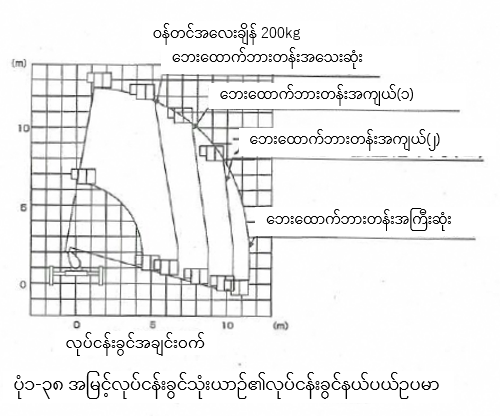 ဝန်တင်အလေးချိန် 200kg
ဘေးထောက်ဘားတန်းအသေးဆုံး
(m)
ဘေးထောက်ဘားတန်းအကျယ်(၁)
10
ဘေးထောက်ဘားတန်းအကျယ်(၂)
5
ဘေးထောက်ဘားတန်းအကြီးဆုံး
0
0 5 10 (m)
လုပ်ငန်းခွင်အချင်းဝက်
ပုံ၁-၃၈ အမြင့်လုပ်ငန်းခွင်သုံးယာဉ်၏လုပ်ငန်းခွင်နယ်ပယ်ဥပမာ